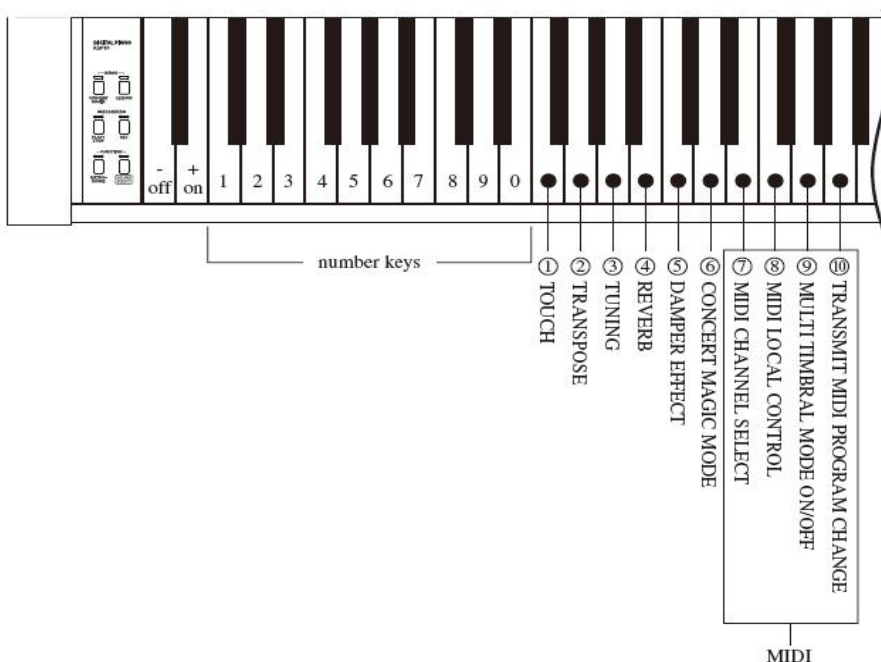 DIGITAL PIANO
- off
+ on
1 2 3 4 5 6 7 8 9 0
number keys
① TOUCH
② TRANSPOSE
③ TUNING
④ REVERB
⑤ DAMPER EFFECT
⑥ CONCERT MAGIC MODE
⑦ MIDI CHANNEL SELECT
⑧ MIDI LOCAL CONTROL
⑨ MULTI TIMBRAL MODE ON/OFF
⑩ TRANSMIT MIDI PROGRAM CHANGE
MIDI